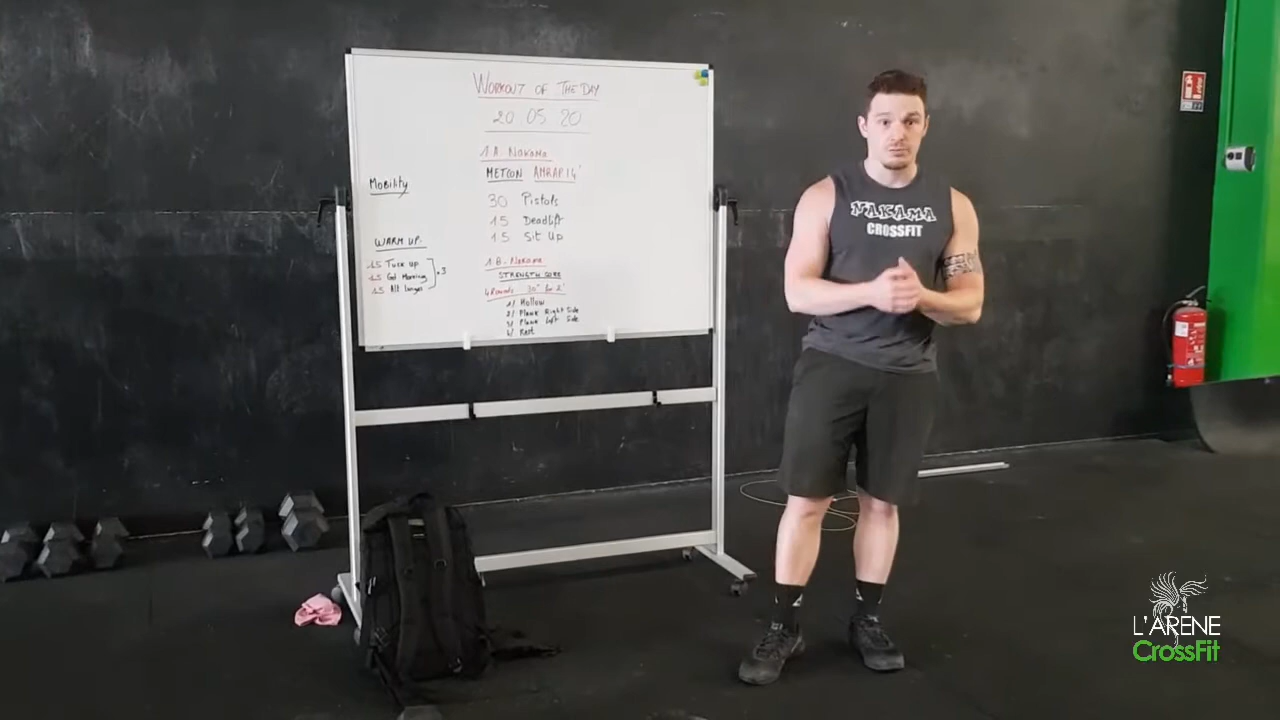 WORKOUT OF THE DAY
20 05 20
1 A. NAKAMA
METCON AMRAP 14'
30 Pistols
15 Deadlift
15 Sit Up
1 B. NAKAMA
STRENGTH CORE
4 Rounds 30" for 2'
1/ Hollow
2/ Plank Right Side
3/ Plank Left Side
4/ Rest
Mobility
WARM UP.
15 Tuck up
15 Morning
15 Alt lunges
NAKAMA
CROSSFIT
L'ARENE
CrossFit